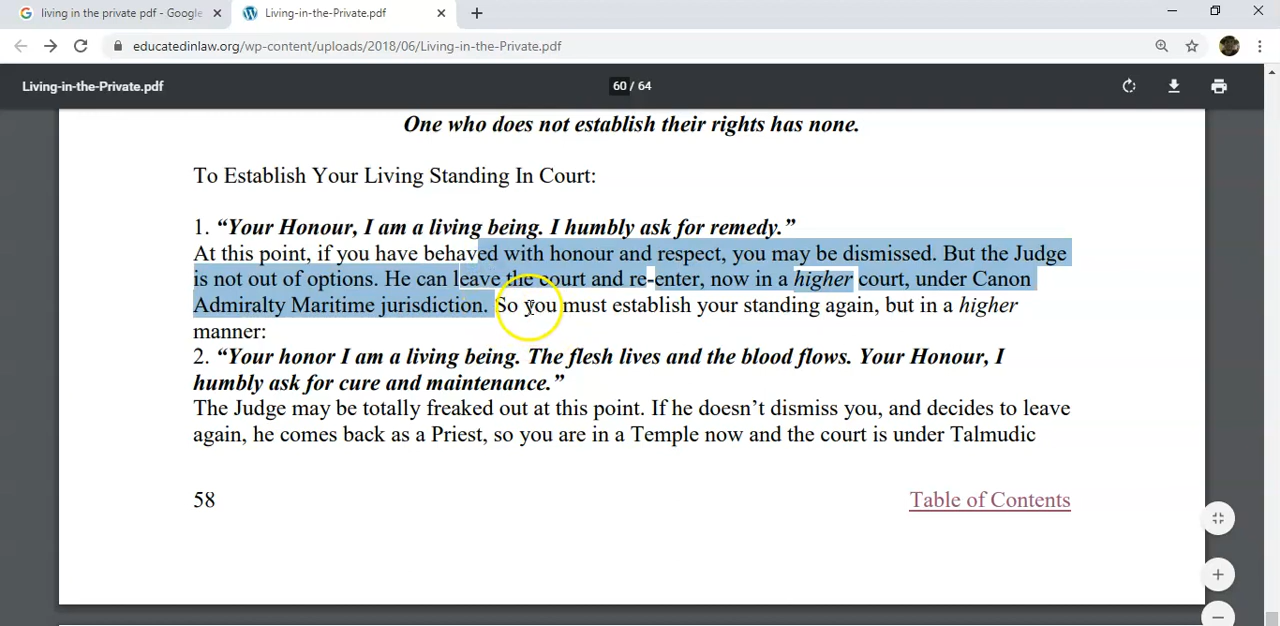 living in the private pdf - Google
Living-in-the-Private.pdf
educatedinlaw.org/wp-content/uploads/2018/06/Living-in-the-Private.pdf
Living-in-the-Private.pdf
60 / 64
One who does not establish their rights has none.
To Establish Your Living Standing In Court:
1. “Your Honour, I am a living being. I humbly ask for remedy.”
At this point, if you have behaved with honour and respect, you may be dismissed. But the Judge
is not out of options. He can leave the court and re-enter, now in a higher court, under Canon
Admiralty Maritime jurisdiction. So you must establish your standing again, but in a higher
manner:
2. “Your honor I am a living being. The flesh lives and the blood flows. Your Honour, I
humbly ask for cure and maintenance.”
The Judge may be totally freaked out at this point. If he doesn’t dismiss you, and decides to leave
again, he comes back as a Priest, so you are in a Temple now and the court is under Talmudic
58
Table of Contents